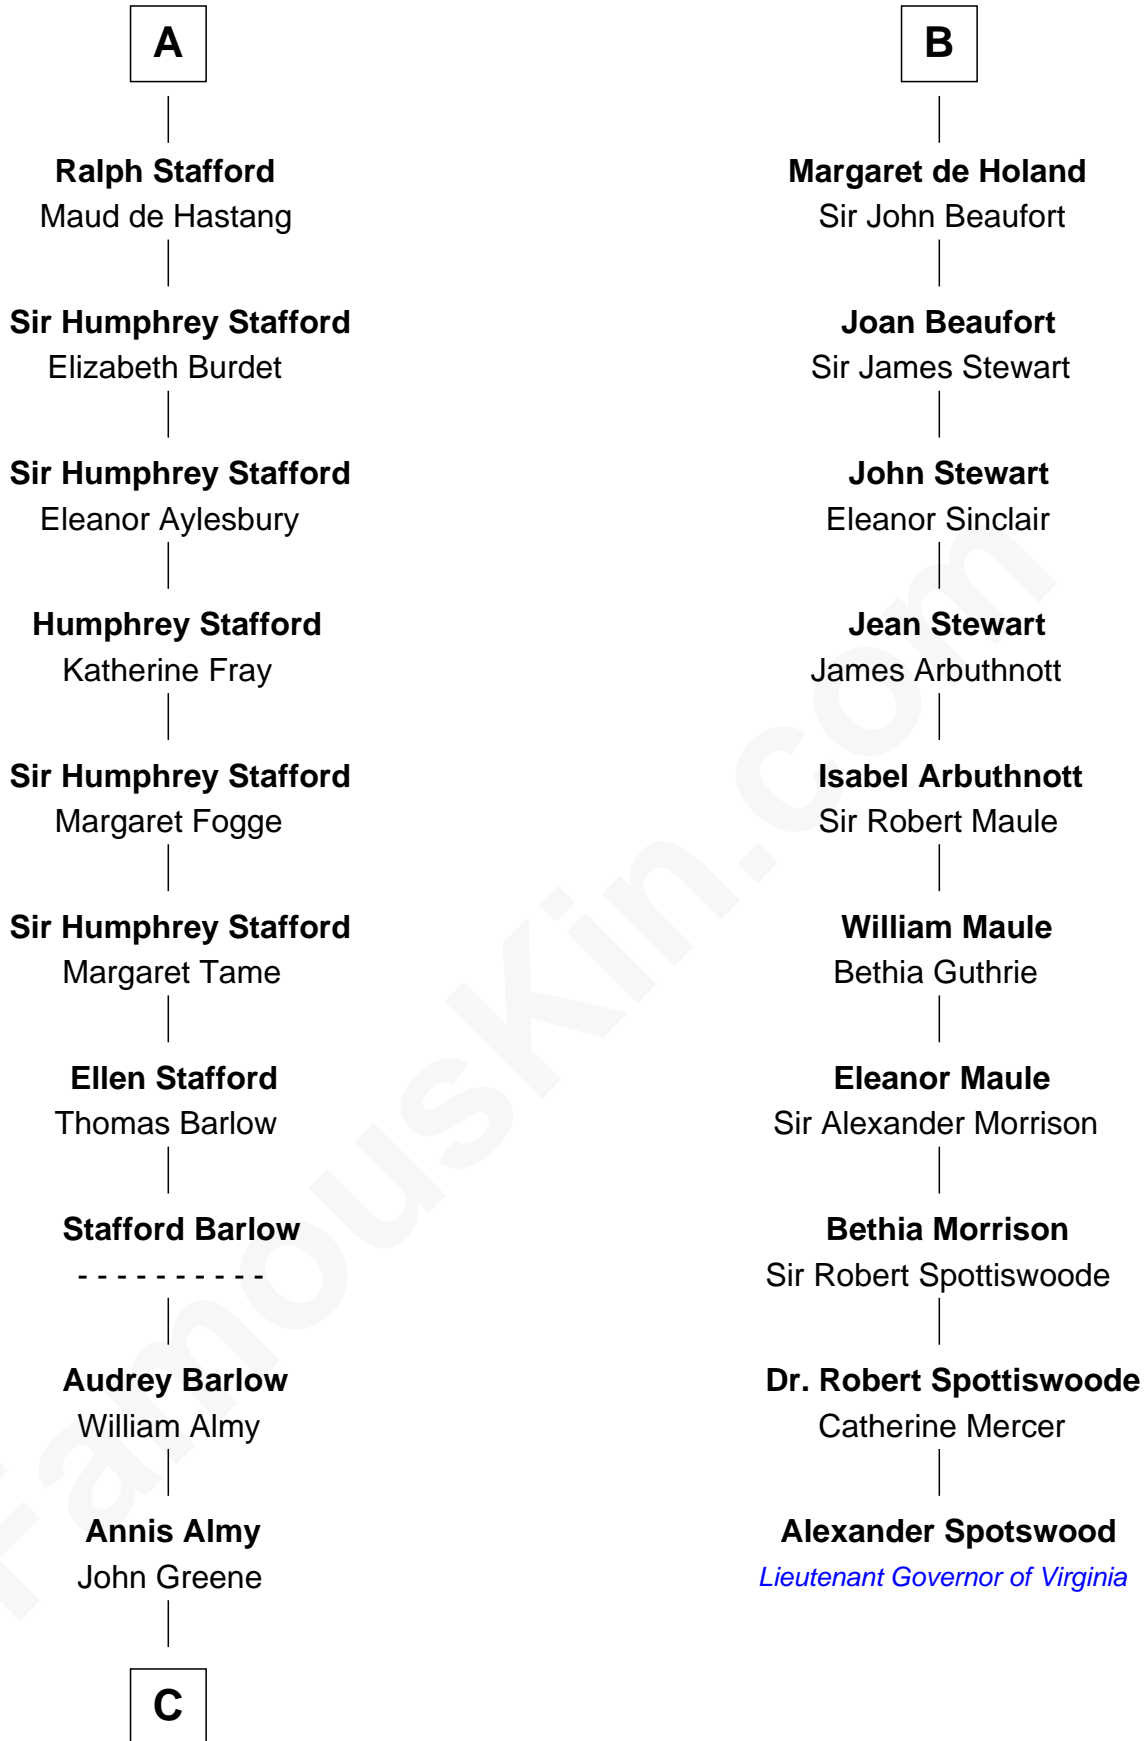 A
Ralph Stafford
Maud de Hastang
Sir Humphrey Stafford
Elizabeth Burdet
Sir Humphrey Stafford
Eleanor Aylesbury
Humphrey Stafford
Katherine Fray
Sir Humphrey Stafford
Margaret Fogge
Sir Humphrey Stafford
Margaret Tame
Ellen Stafford
Thomas Barlow
Stafford Barlow
- - - - - - - - - -
Audrey Barlow
William Almy
Annis Almy
John Greene
C
B
Margaret de Holand
Sir John Beaufort
Joan Beaufort
Sir James Stewart
John Stewart
Eleanor Sinclair
Jean Stewart
James Arbuthnott
Isabel Arbuthnott
Sir Robert Maule
William Maule
Bethia Guthrie
Eleanor Maule
Sir Alexander Morrison
Bethia Morrison
Sir Robert Spottiswoode
Dr. Robert Spottiswoode
Catherine Mercer
Alexander Spotswood
Lieutenant Governor of Virginia
FamousKin.com